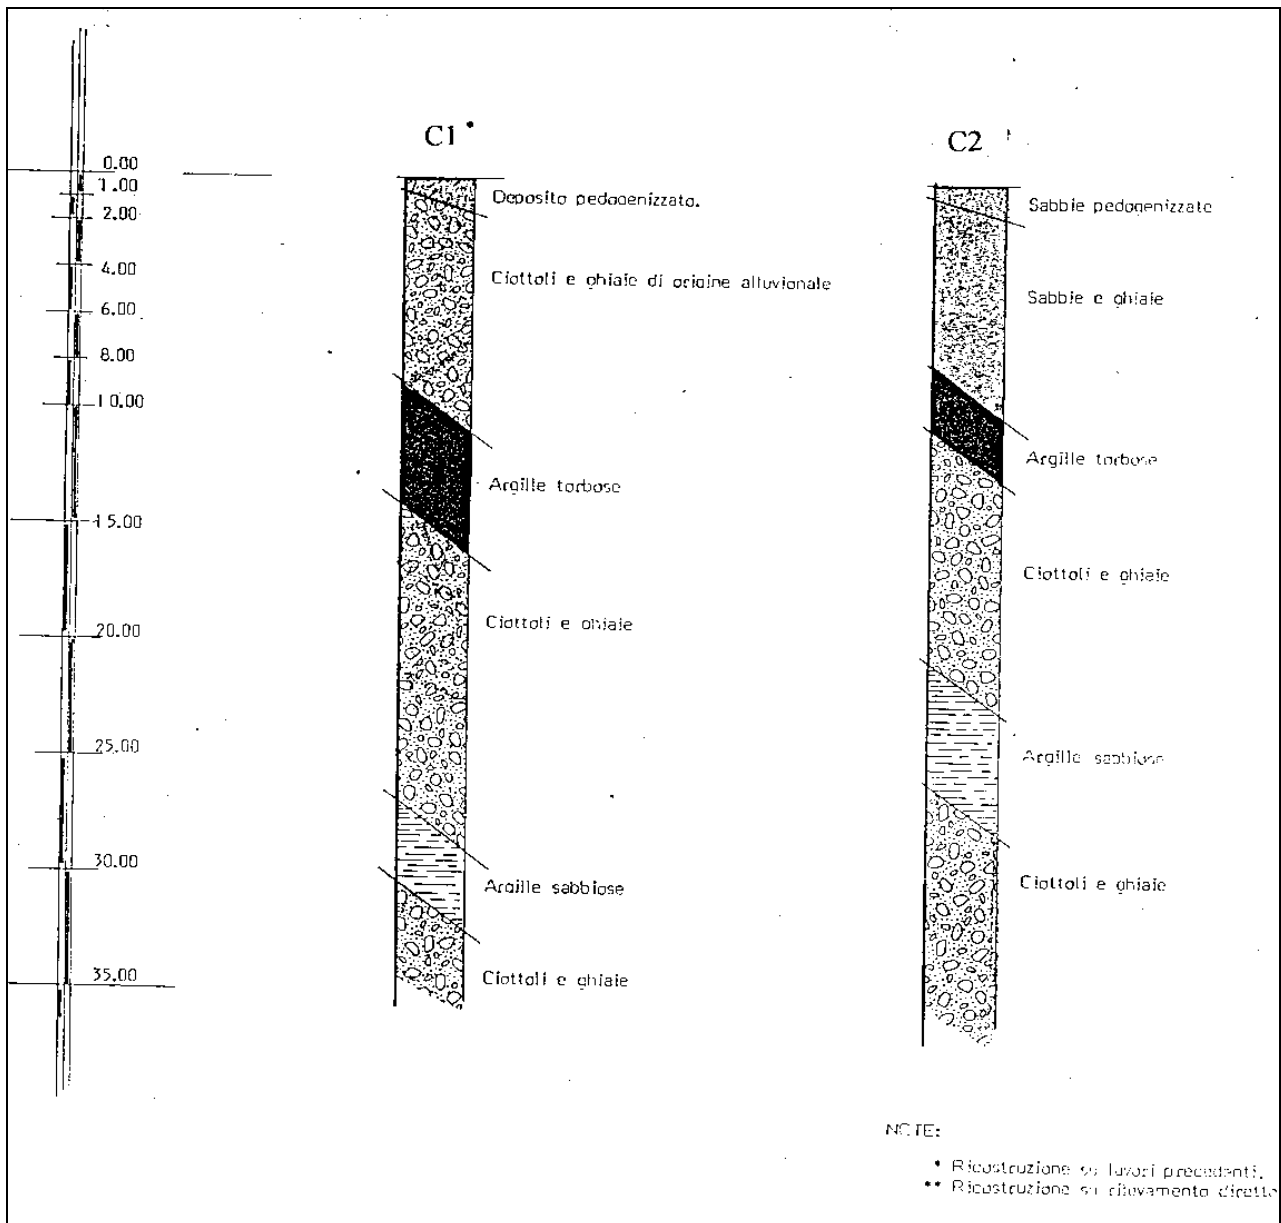 C1 *
C2
0.00
1.00
2.00
4.00
6.00
8.00
10.00
15.00
20.00
25.00
30.00
35.00
Deposito pedogenizzato.
Ciottoli e ghiaie di origine alluvionale
Argille torbose
Ciottoli e ghiaie
Argille sabbiose
Ciottoli e ghiaie
Sabbie pedogenizzate
Sabbie e ghiaie
Argille torbose
Ciottoli e ghiaie
Argille sabbiose
Ciottoli e ghiaie
NOTE:
* Ricostruzione su lavori precedenti.
** Ricostruzione su rilevamento diretto